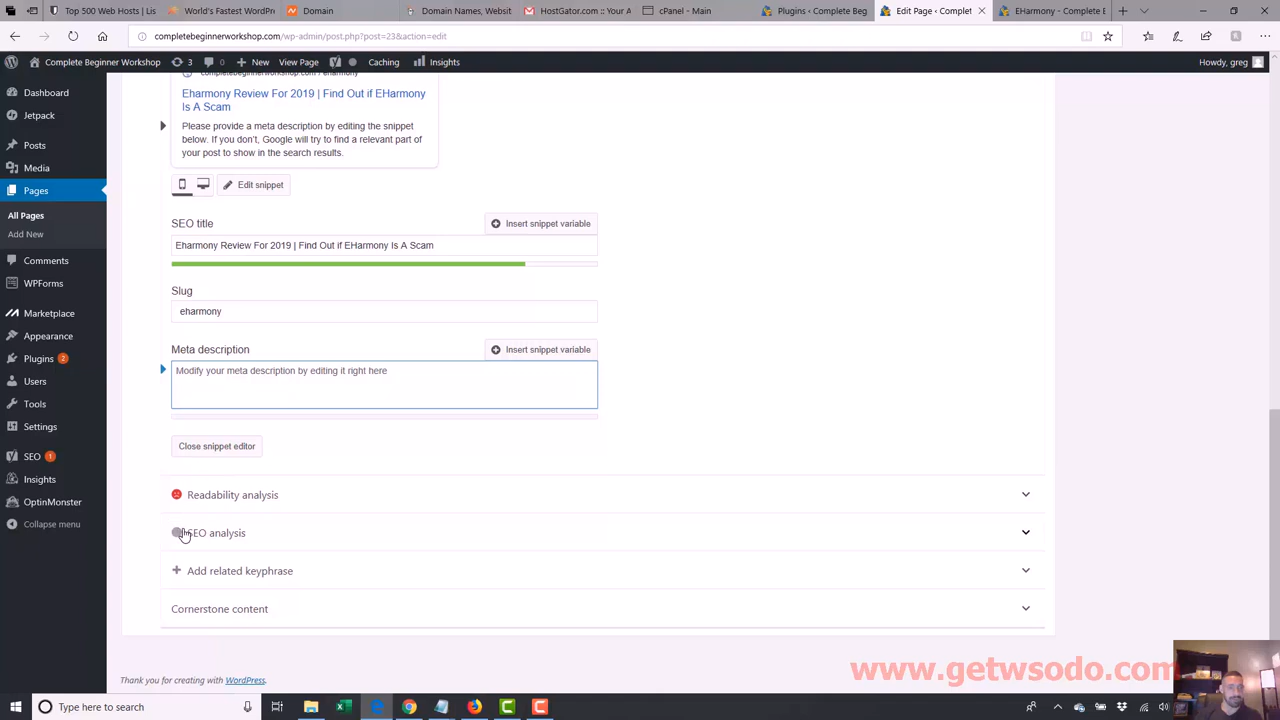 Top 500 Web Hosts Lis
Domain
Domain Names, Websit
HostGator.com :: Your A
cPanel - Main
Plugins < Complete Beg
Edit Page < Complet
EHarmony - Complete E
completebeginnerworkshop.com/wp-admin/post.php?post=23&action=edit
Complete Beginner Workshop
3
0
New
View Page
Caching
Insights
Howdy, greg
Dashboard
Jetpack
Posts
Media
Pages
All Pages
Add New
Comments
WPForms
Marketplace
Appearance
Plugins 2
Users
Tools
Settings
SEO 1
Insights
OptinMonster
Collapse menu
completebeginnerworkshop.com › eharmony
Eharmony Review For 2019 | Find Out if EHarmony
Is A Scam
Please provide a meta description by editing the snippet
below. If you don't, Google will try to find a relevant part of
your post to show in the search results.
Edit snippet
SEO title
Insert snippet variable
Eharmony Review For 2019 | Find Out if EHarmony Is A Scam
Slug
eharmony
Meta description
Insert snippet variable
Modify your meta description by editing it right here
Close snippet editor
Readability analysis
SEO analysis
Add related keyphrase
Cornerstone content
Thank you for creating with WordPress.
www.getwsodo.com
Type here to search